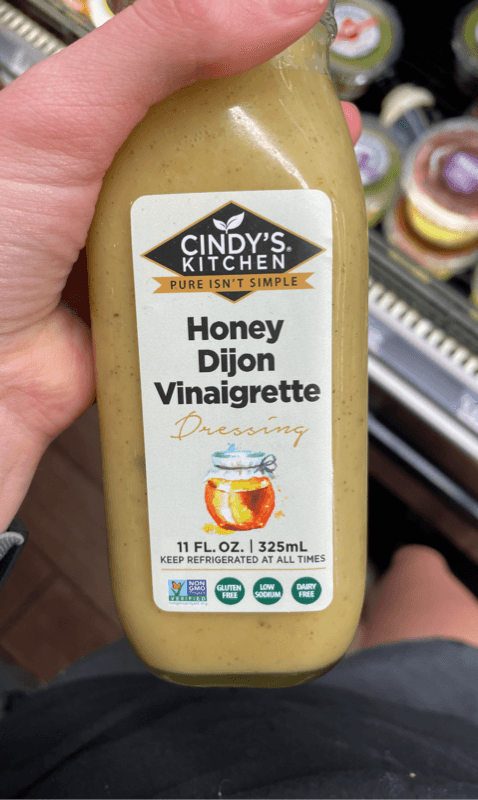 CINDY'S®
KITCHEN
PURE ISN'T SIMPLE
Honey
Dijon
Vinaigrette
Dressing
11 FL. OZ. | 325mL
KEEP REFRIGERATED AT ALL TIMES
NON
GMO
VERIFIED
GLUTEN
FREE
LOW
SODIUM
DAIRY
FREE